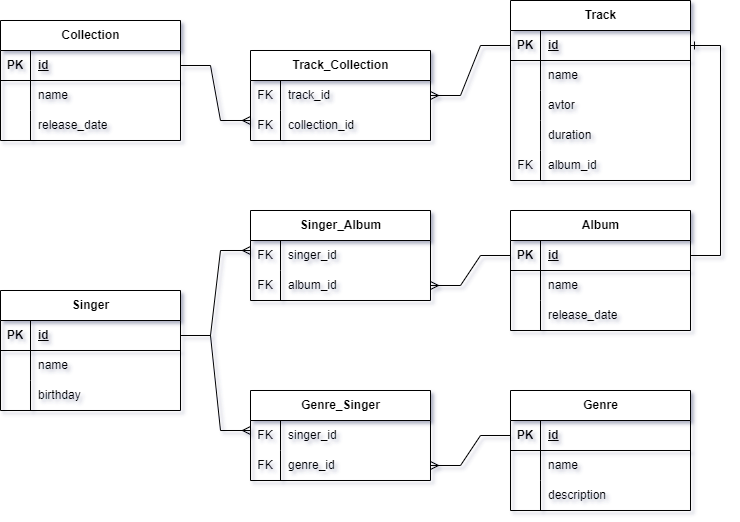 Collection
PK id
name
release_date
Track_Collection
FK track_id
FK collection_id
Track
PK id
name
avtor
duration
FK album_id
Singer_Album
FK singer_id
FK album_id
Album
PK id
name
release_date
Singer
PK id
name
birthday
Genre_Singer
FK singer_id
FK genre_id
Genre
PK id
name
description